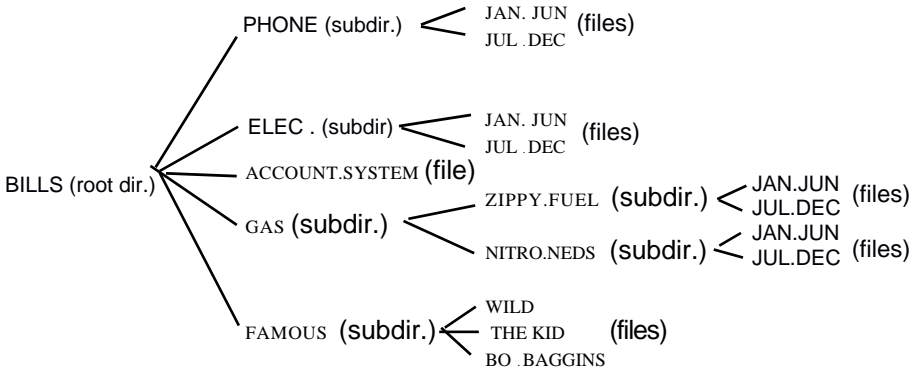 PHONE (subdir.)
JAN. JUN
JUL .DEC
(files)
ELEC . (subdir)
JAN. JUN
JUL .DEC
(files)
BILLS (root dir.)
ACCOUNT.SYSTEM (file)
GAS (subdir.)
ZIPPY.FUEL (subdir.)
JAN.JUN
JUL.DEC
(files)
NITRO.NEDS (subdir.)
JAN.JUN
JUL.DEC
(files)
FAMOUS (subdir.)
WILD
THE KID
BO .BAGGINS
(files)